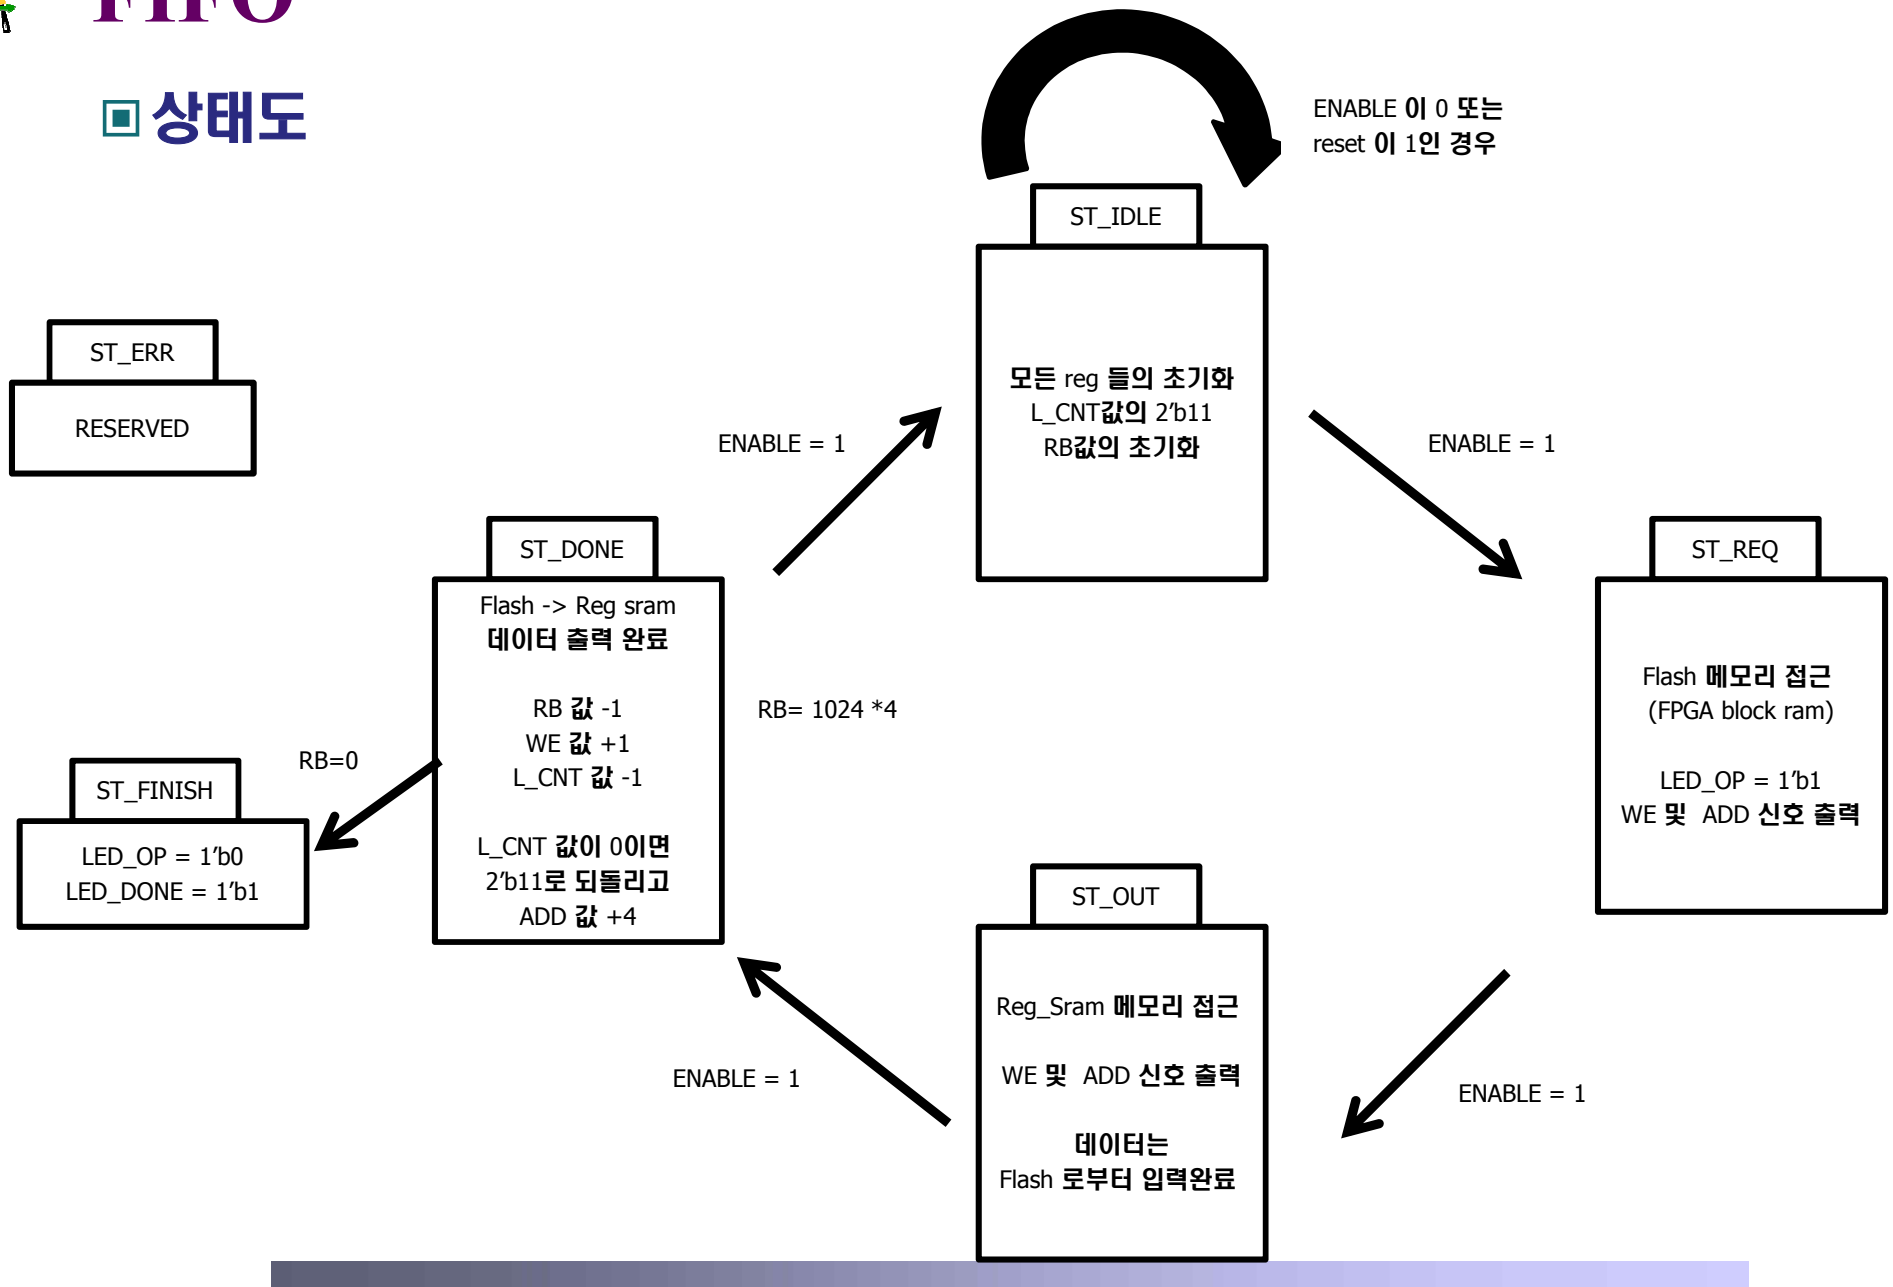 FIFO
상태도
ENABLE 이 0 또는
reset 이 1인 경우
ST_IDLE
모든 reg 들의 초기화
L_CNT값의 2’b11
RB값의 초기화
ST_ERR
RESERVED
ENABLE = 1
ENABLE = 1
ST_DONE
Flash -> Reg sram
데이터 출력 완료
RB 값 -1
WE 값 +1
L_CNT 값 -1
L_CNT 값이 0이면
2’b11로 되돌리고
ADD 값 +4
RB= 1024 *4
ST_REQ
Flash 메모리 접근
(FPGA block ram)
LED_OP = 1’b1
WE 및 ADD 신호 출력
RB=0
ST_FINISH
LED_OP = 1’b0
LED_DONE = 1’b1
ST_OUT
Reg_Sram 메모리 접근
WE 및 ADD 신호 출력
데이터는
Flash 로부터 입력완료
ENABLE = 1
ENABLE = 1